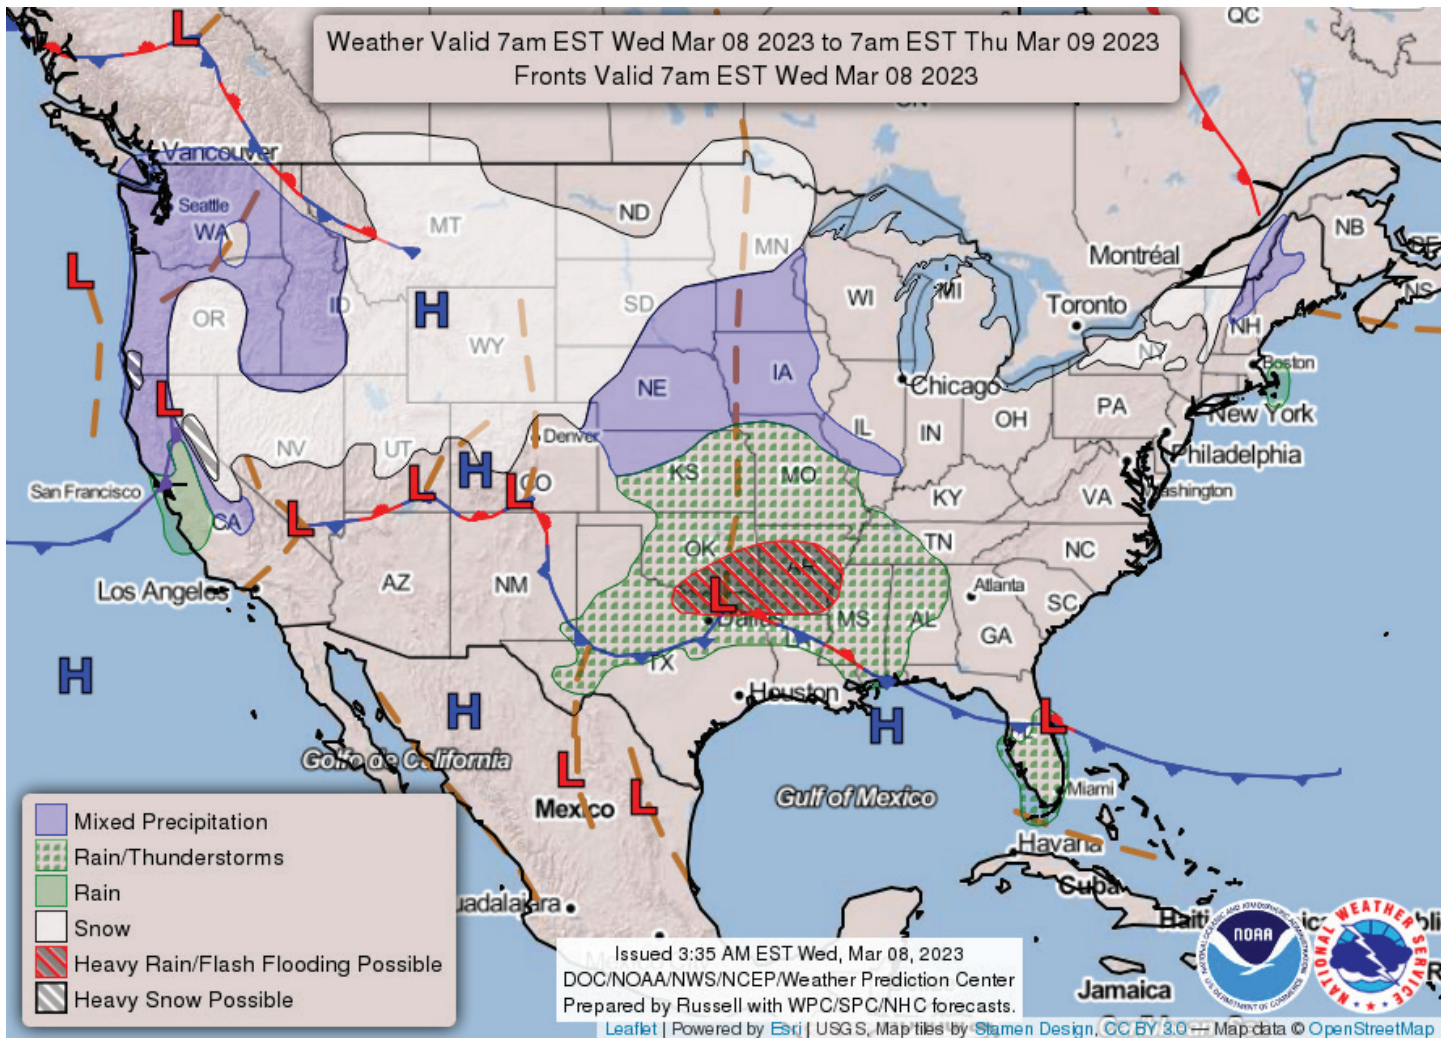 QC
Weather Valid 7am EST Wed Mar 08 2023 to 7am EST Thu Mar 09 2023
Fronts Valid 7am EST Wed Mar 08 2023
L
Vancouver
Seattle
WA
MT
ND
MN
NB
Montréal
NS
L
H
OR
ID
SD
WI
MI
Toronto
NH
WY
NY
Boston
L
NE
IA
Chicago
PA
New York
NV
UT
Denver
IL
IN
OH
Philadelphia
San Francisco
L
H
L
CO
KS
MO
KY
VA
Washington
CA
L
OK
TN
NC
Los Angeles
AZ
NM
AR
Atlanta
SC
L
Dallas
MS
AL
GA
LA
H
TX
Houston
H
H
L
FL
Golfo de California
L
Mexico
L
Gulf of Mexico
Miami
Havana
Cuba
Mixed Precipitation
Rain/Thunderstorms
Rain
Snow
Heavy Rain/Flash Flooding Possible
Heavy Snow Possible
uadalajara
Issued 3:35 AM EST Wed, Mar 08, 2023
DOC/NOAA/NWS/NCEP/Weather Prediction Center
Prepared by Russell with WPC/SPC/NHC forecasts.
Haiti
NOAA
NATIONAL WEATHER SERVICE
Jamaica
Leaflet | Powered by Esri | USGS, Map tiles by Stamen Design, CC BY 3.0 — Map data © OpenStreetMap